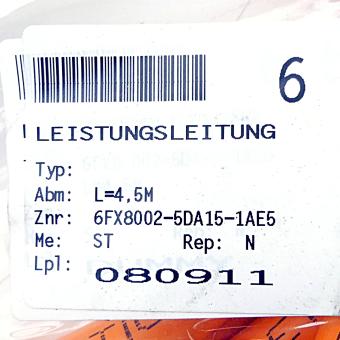 6
LEISTUNGSLEITUNG
Typ:
Abm: L=4,5M
Znr: 6FX8002-5DA15-1AE5
Me: ST Rep: N
Lpl: 080911